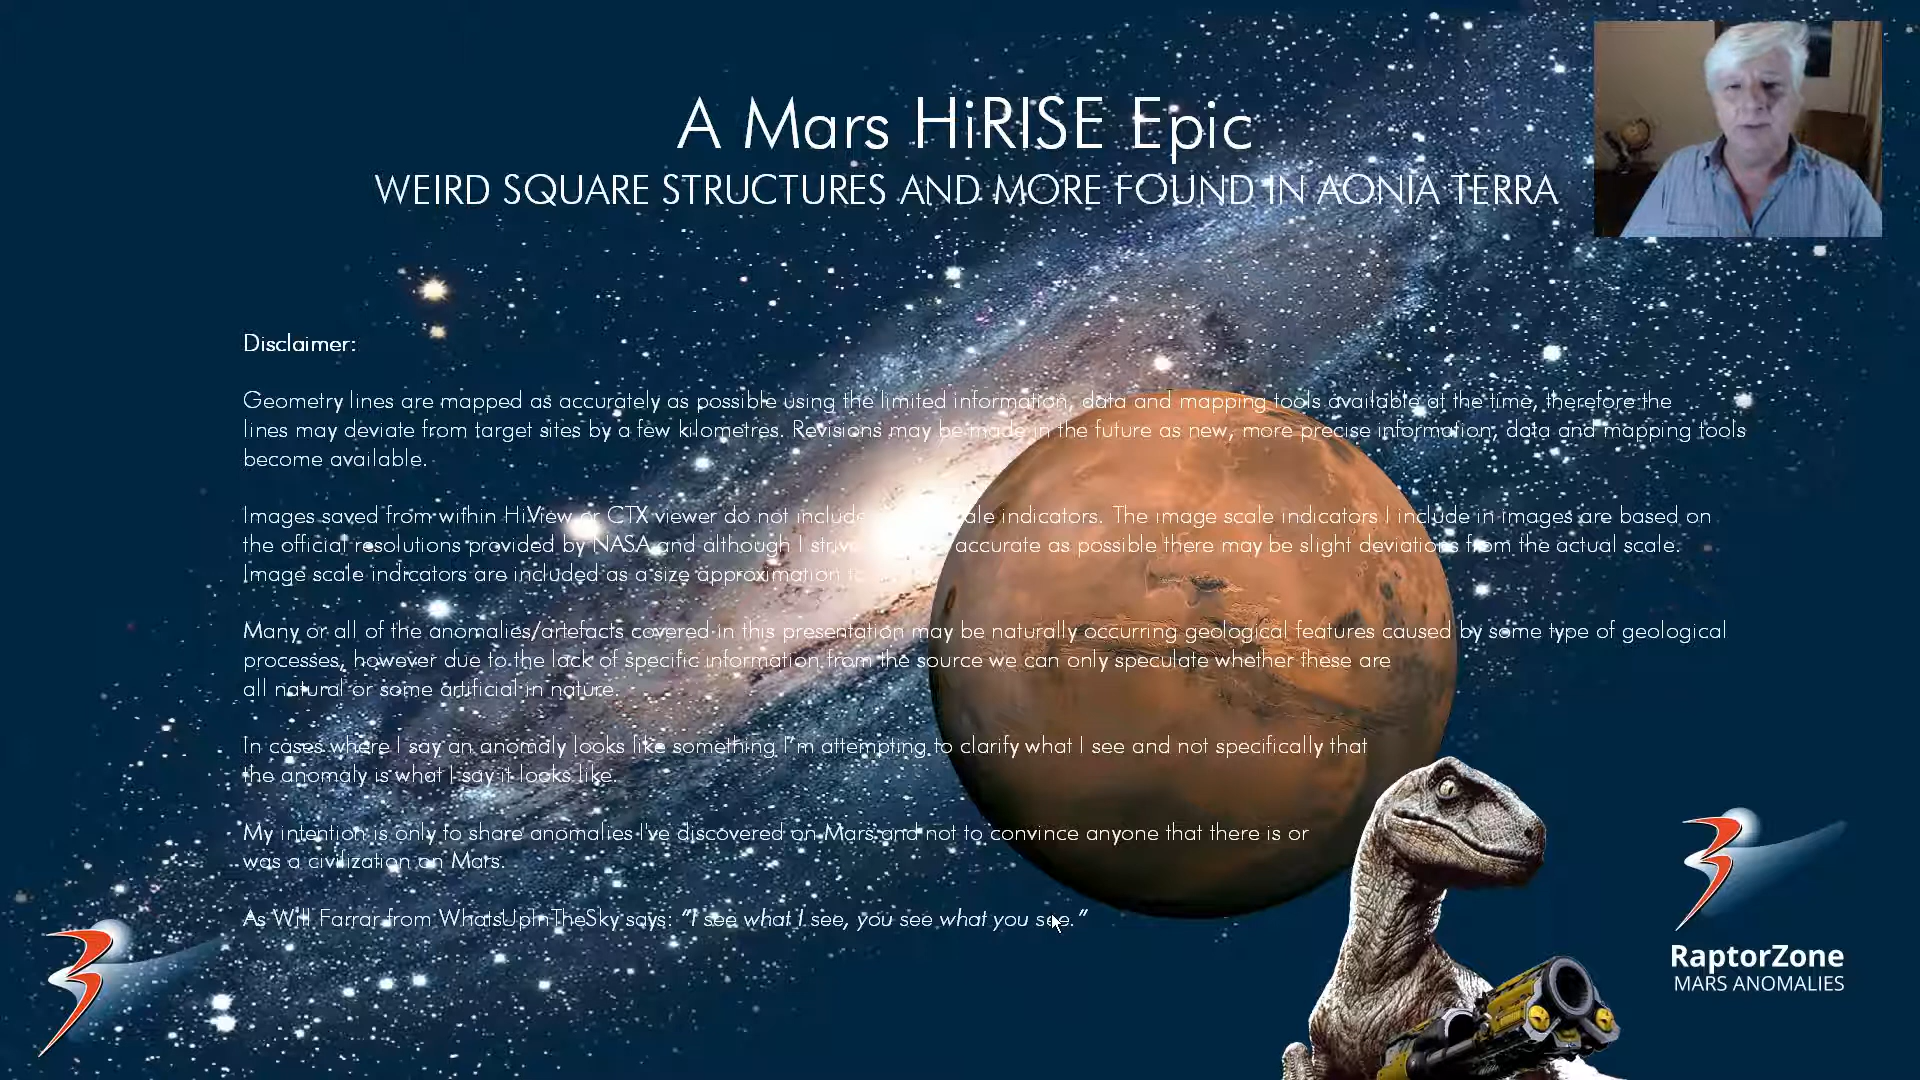 A Mars HiRISE Epic
WEIRD SQUARE STRUCTURES AND MORE FOUND IN AONIA TERRA
Disclaimer:
Geometry lines are mapped as accurately as possible using the limited information, data and mapping tools available at the time, therefore the
lines may deviate from target sites by a few kilometres. Revisions may be made in the future as new, more precise information, data and mapping tools
become available.
Images saved from within HiView or CTX viewer do not include ale indicators. The image scale indicators I include in images are based on
the official resolutions provided by NASA and although I strive accurate as possible there may be slight deviations from the actual scale.
Image scale indicators are included as a size approximation
Many or all of the anomalies/artefacts covered in this presentation may be naturally occurring geological features caused by some type of geological
processes, however due to the lack of specific information from the source we can only speculate whether these are
all natural or some artificial in nature.
In cases where I say an anomaly looks like something I'm attempting to clarify what I see and not specifically that
the anomaly is what I say it looks like.
My intention is only to share anomalies I've discovered on Mars and not to convince anyone that there is or
was a civilization on Mars.
As Will Farrar from WhatsUpInTheSky says: "I see what I see, you see what you see."
RaptorZone
MARS ANOMALIES